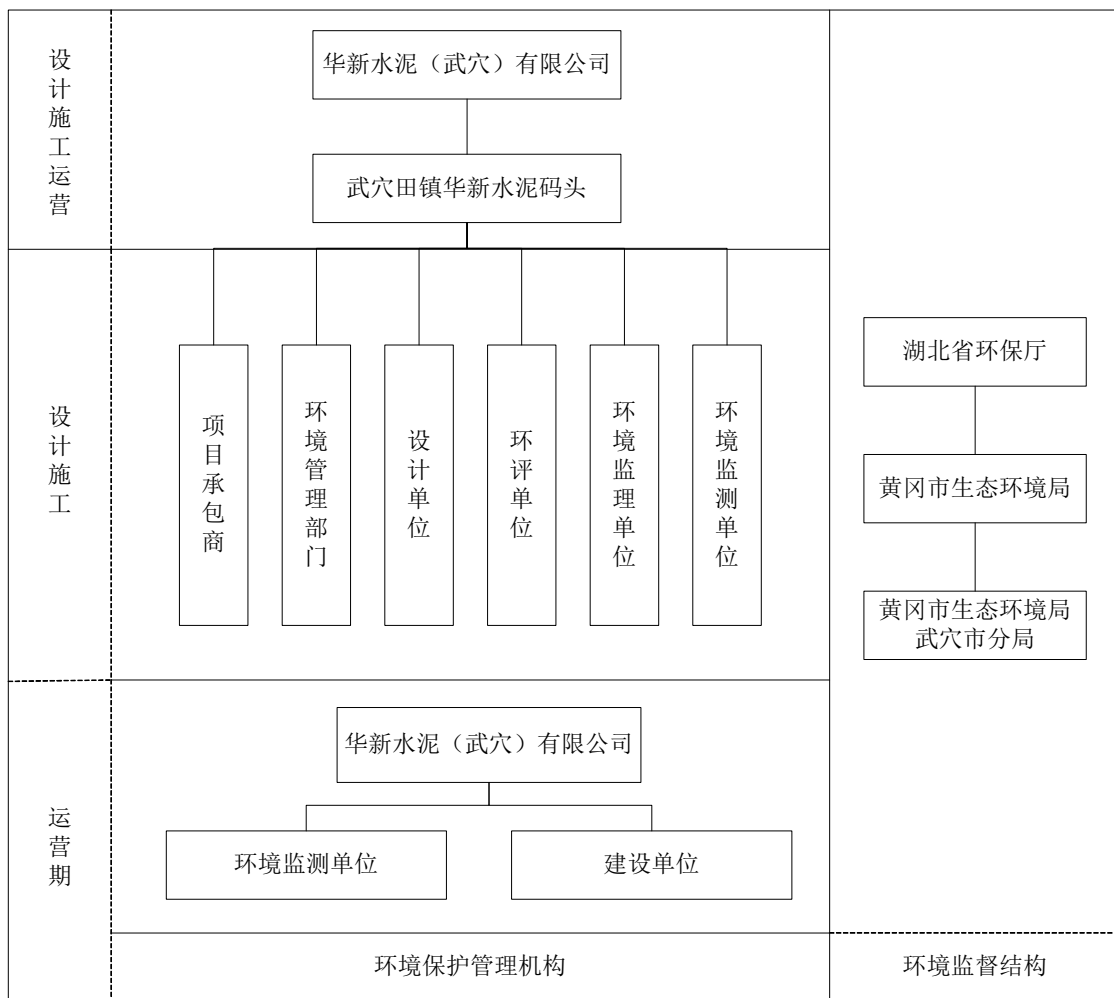 设计施工运营
华新水泥（武穴）有限公司
武穴田镇华新水泥码头
设计施工
项目承包商
环境管理部门
设计单位
环评单位
环境监理单位
环境监测单位
湖北省环保厅
黄冈市生态环境局
黄冈市生态环境局
武穴市分局
运营期
华新水泥（武穴）有限公司
环境监测单位
建设单位
环境保护管理机构
环境监督结构